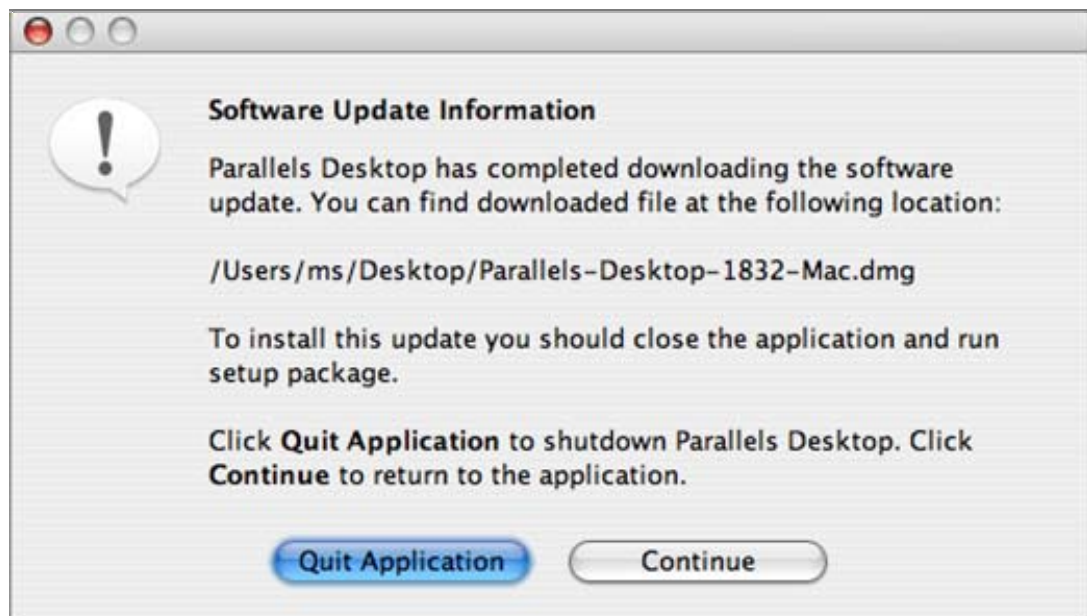 Software Update Information
Parallels Desktop has completed downloading the software
update. You can find downloaded file at the following location:
/Users/ms/Desktop/Parallels-Desktop-1832-Mac.dmg
To install this update you should close the application and run
setup package.
Click Quit Application to shutdown Parallels Desktop. Click
Continue to return to the application.
Quit Application
Continue